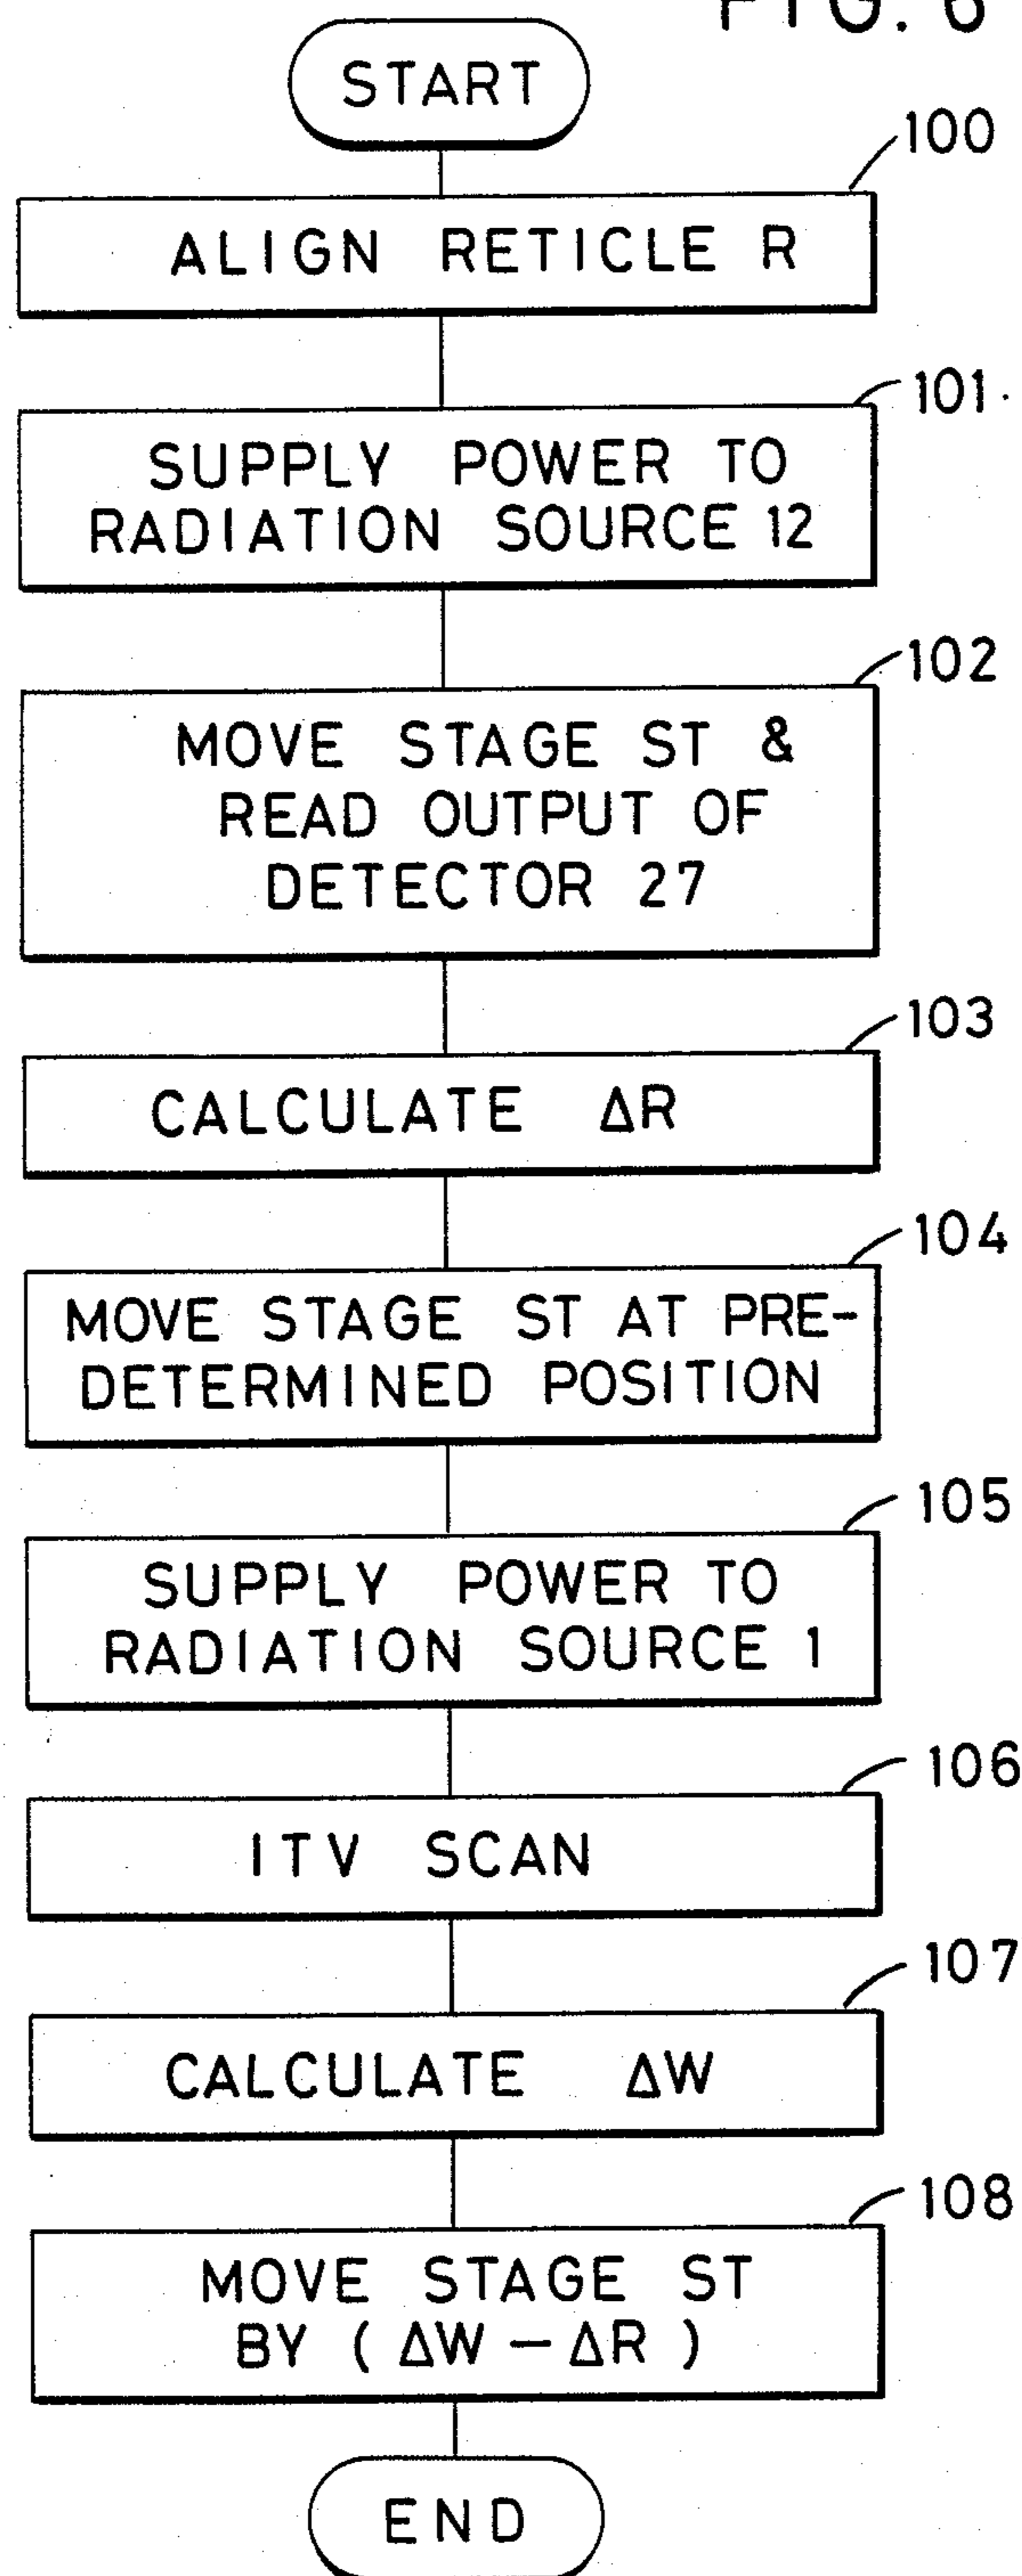 FIG. 6
START
100
ALIGN RETICLE R
101
SUPPLY POWER TO
RADIATION SOURCE 12
102
MOVE STAGE ST &
READ OUTPUT OF
DETECTOR 27
103
CALCULATE ΔR
104
MOVE STAGE ST AT PRE-
DETERMINED POSITION
105
SUPPLY POWER TO
RADIATION SOURCE 1
106
ITV SCAN
107
CALCULATE ΔW
108
MOVE STAGE ST
BY ( ΔW – ΔR )
END